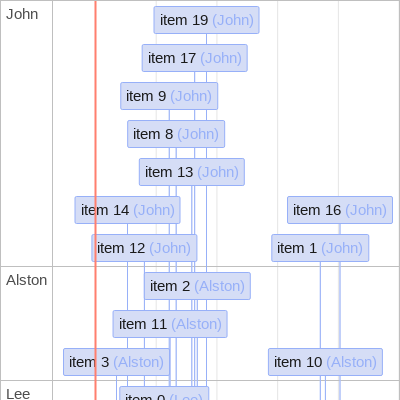 John
item 19 (John)
item 17 (John)
item 9 (John)
item 8 (John)
item 13 (John)
item 14 (John)
item 16 (John)
item 12 (John)
item 1 (John)
Alston
item 2 (Alston)
item 11 (Alston)
item 3 (Alston)
item 10 (Alston)
Lee
item 0 (Lee)